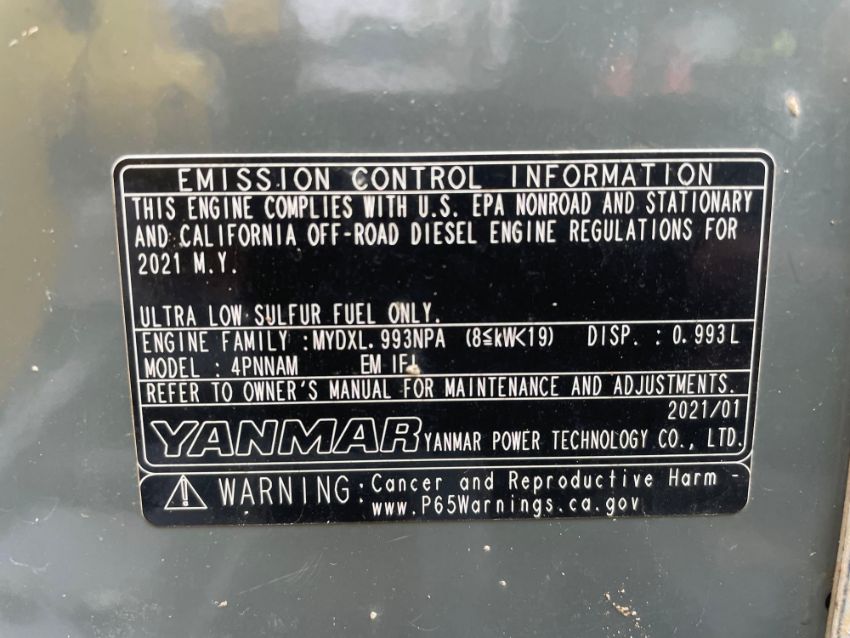 EMISSION CONTROL INFORMATION
THIS ENGINE COMPLIES WITH U.S. EPA NONROAD AND STATIONARY
AND CALIFORNIA OFF-ROAD DIESEL ENGINE REGULATIONS FOR
2021 M.Y.
ULTRA LOW SULFUR FUEL ONLY.
ENGINE FAMILY : MYDXL.993NPA (8≦kW<19) DISP. : 0.993L
MODEL : 4PNNAM EM IFI
REFER TO OWNER'S MANUAL FOR MAINTENANCE AND ADJUSTMENTS.
2021/01
YANMAR YANMAR POWER TECHNOLOGY CO., LTD.
WARNING: Cancer and Reproductive Harm -
www.P65Warnings.ca.gov